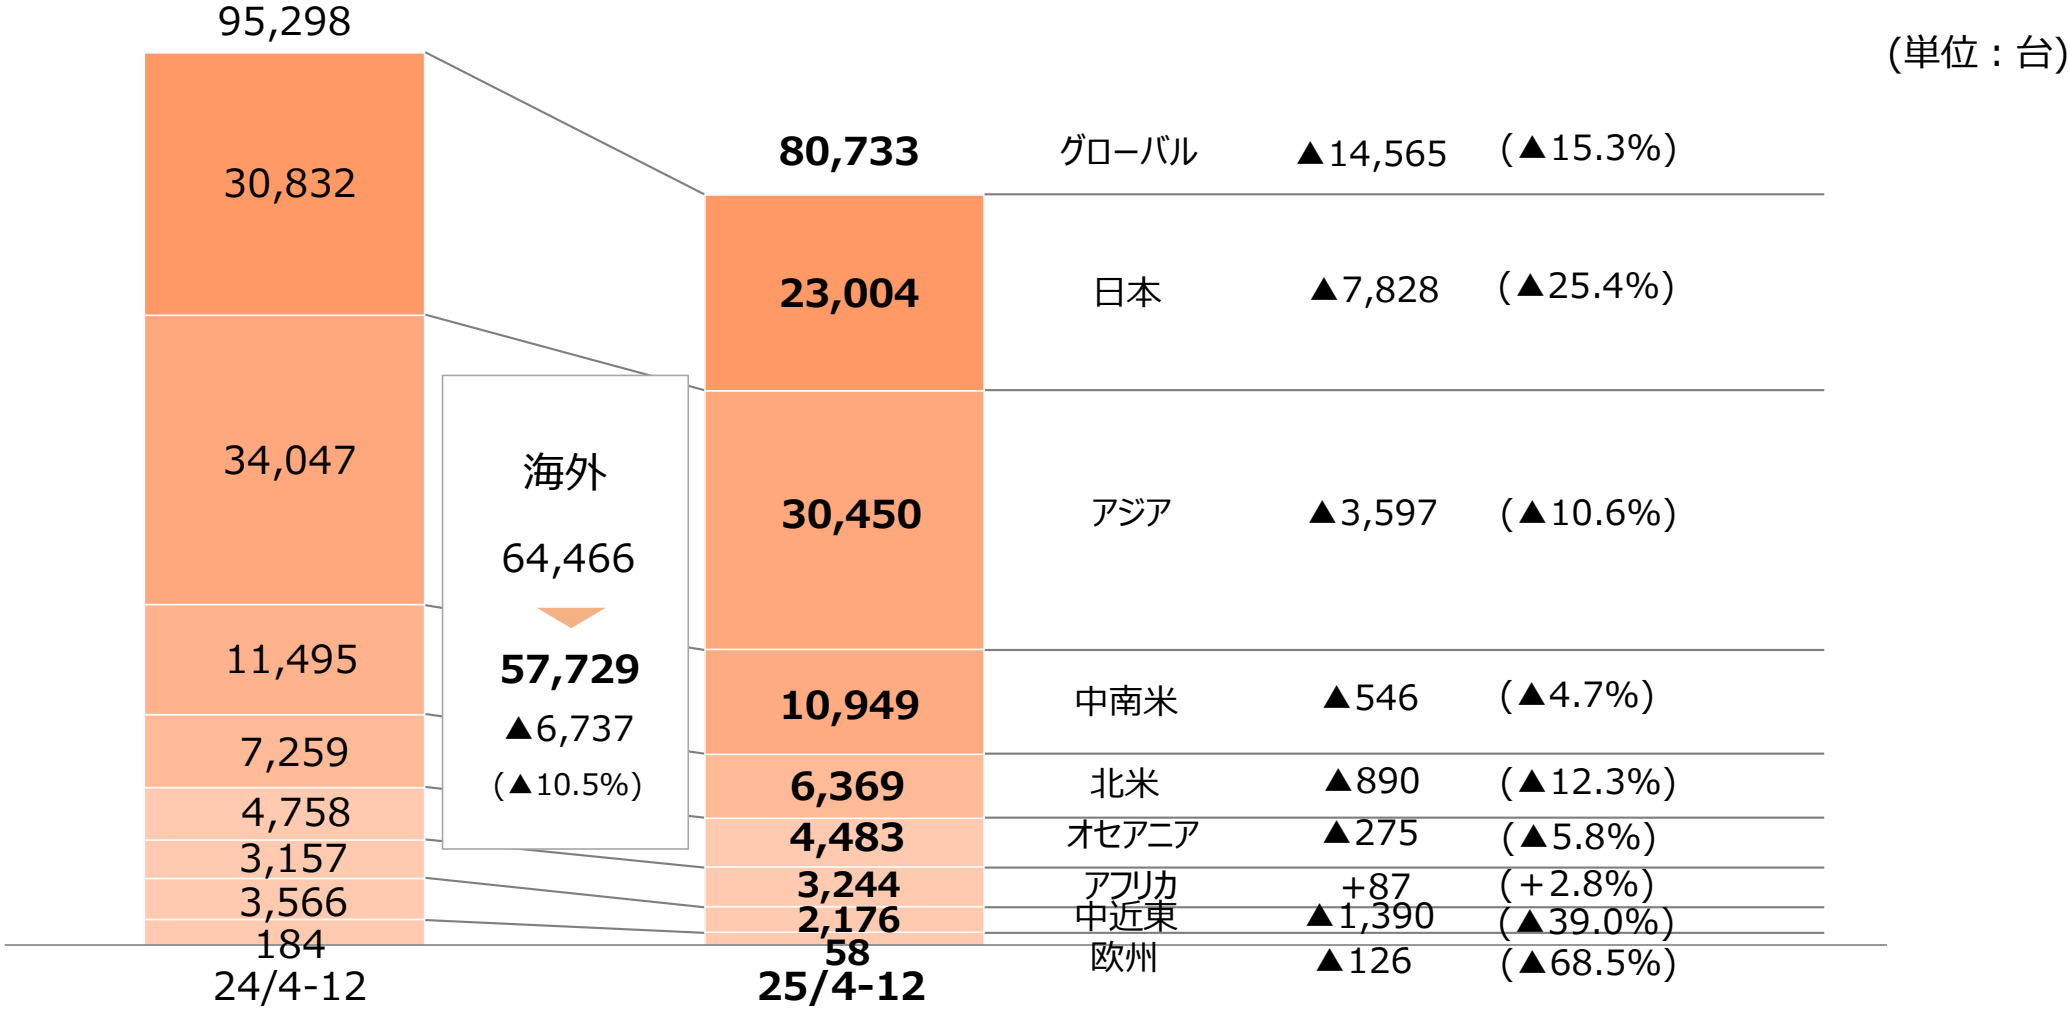 95,298
(単位：台)
80,733 グローバル ▲14,565 (▲15.3%)
30,832
23,004 日本 ▲7,828 (▲25.4%)
34,047
海外
64,466
57,729
▲6,737
(▲10.5%)
30,450 アジア ▲3,597 (▲10.6%)
11,495
10,949 中南米 ▲546 (▲4.7%)
7,259
6,369 北米 ▲890 (▲12.3%)
4,758
4,483 オセアニア ▲275 (▲5.8%)
3,157
3,244 アフリカ +87 (+2.8%)
3,566
2,176 中近東 ▲1,390 (▲39.0%)
184
58 欧州 ▲126 (▲68.5%)
24/4-12
25/4-12